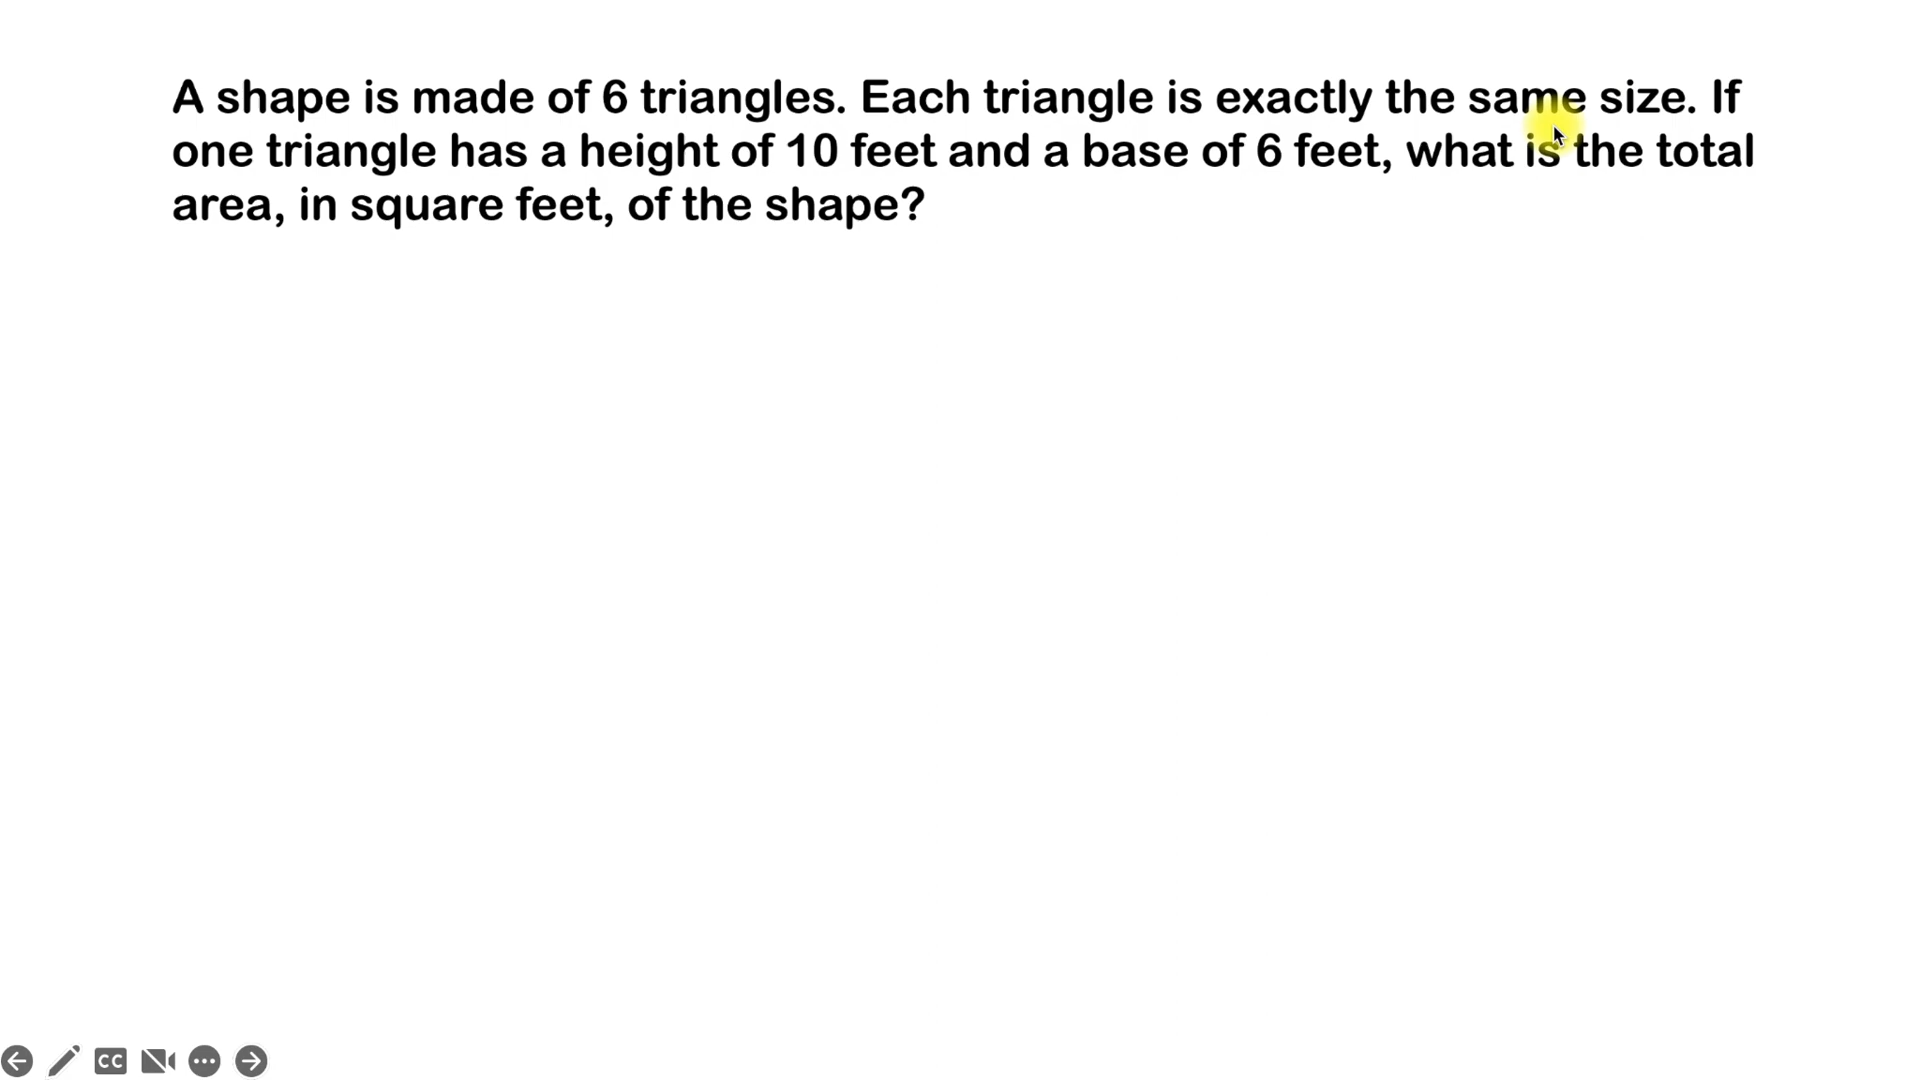 A shape is made of 6 triangles. Each triangle is exactly the same size. If
one triangle has a height of 10 feet and a base of 6 feet, what is the total
area, in square feet, of the shape?
CC